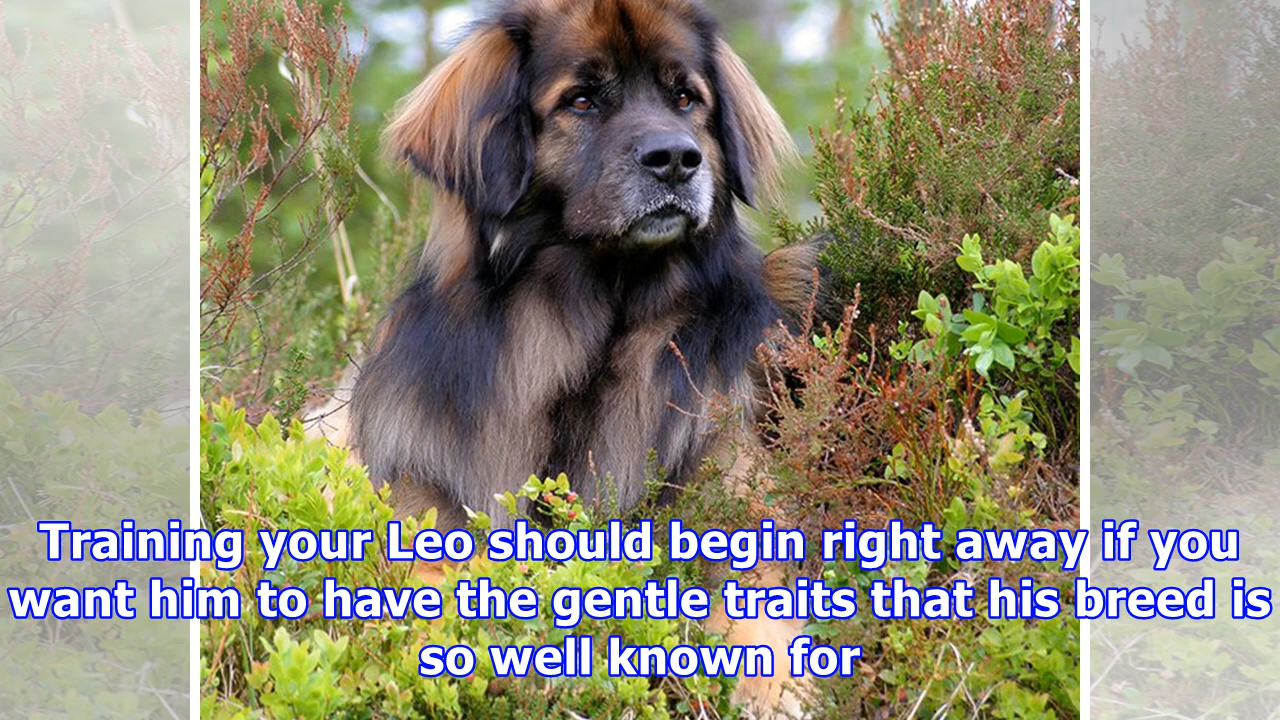 Training your Leo should begin right away if you
want him to have the gentle traits that his breed is
so well known for